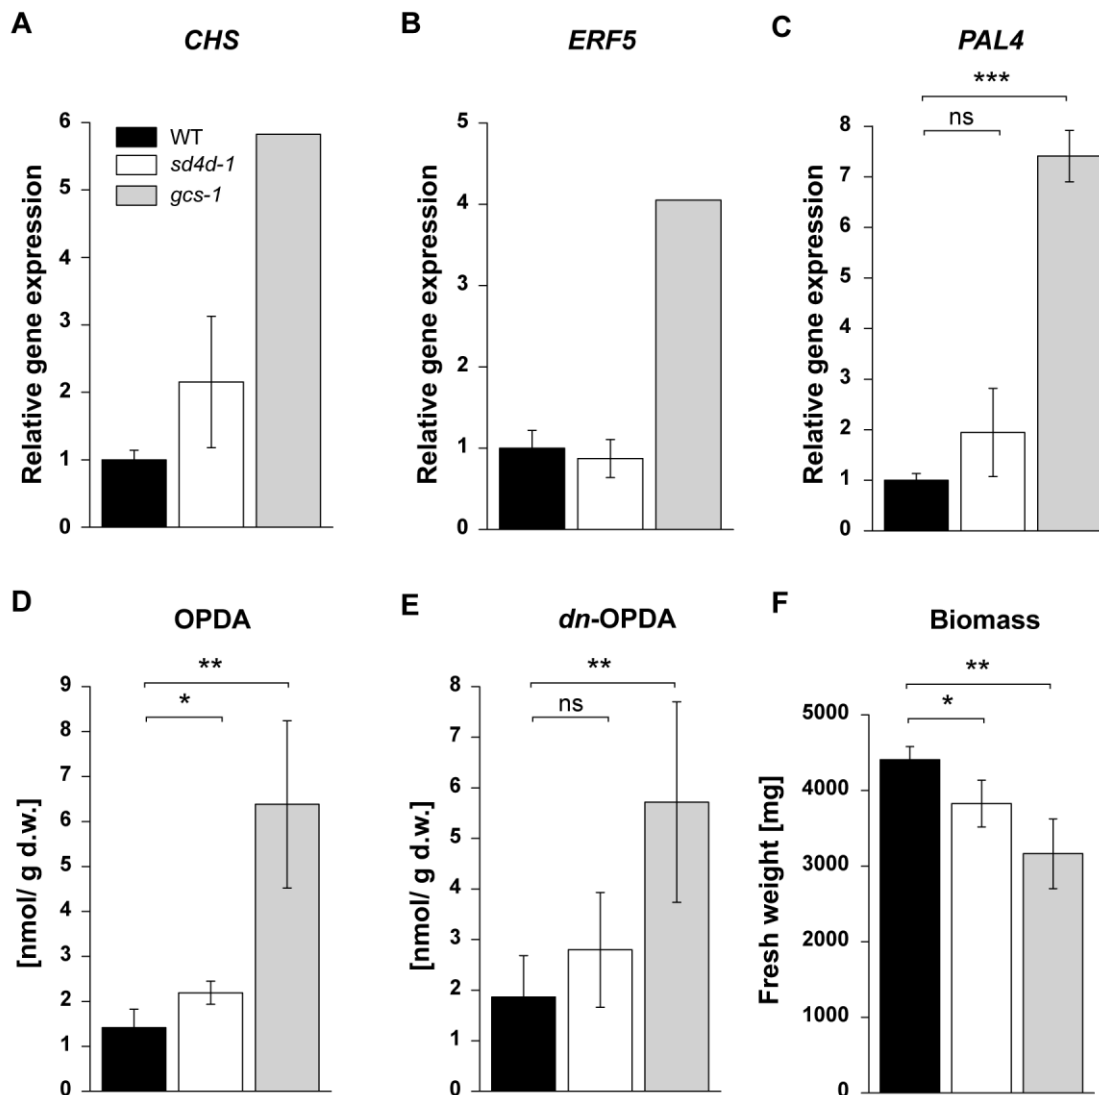 A
CHS
Relative gene expression
6
5
4
3
2
1
0
WT
sd4d-1
gcs-1
B
ERF5
Relative gene expression
5
4
3
2
1
0
C
PAL4
Relative gene expression
8
7
6
5
4
3
2
1
0
***
ns
D
OPDA
[nmol/ g d.w.]
9
8
7
6
5
4
3
2
1
0
**
*
E
dn-OPDA
[nmol/ g d.w.]
8
7
6
5
4
3
2
1
0
**
ns
F
Biomass
Fresh weight [mg]
5000
4000
3000
2000
1000
0
**
*